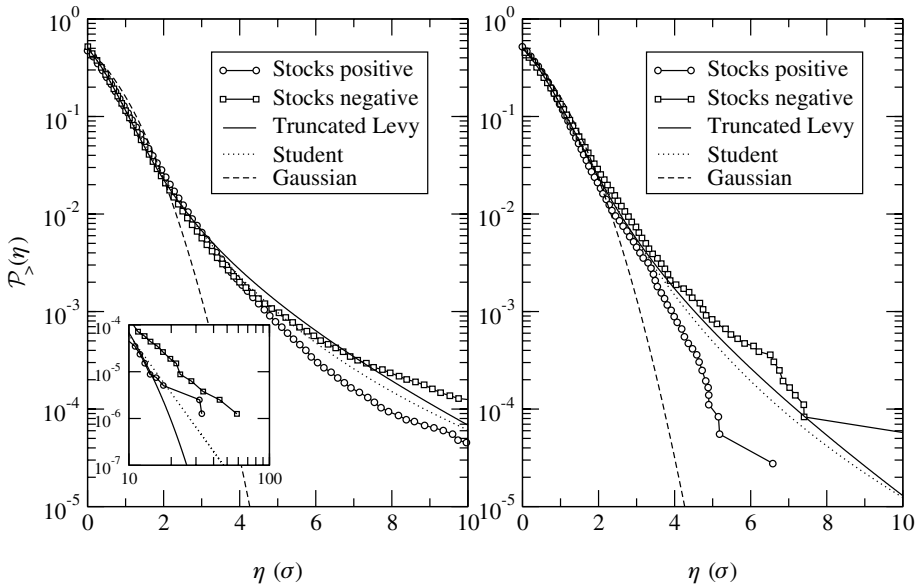 10^0
10^-1
10^-2
10^-3
10^-4
10^-5
P_>(η)
Stocks positive
Stocks negative
Truncated Levy
Student
Gaussian
10^-4
10^-5
10^-6
10^-7
10 100
0 2 4 6 8 10
η (σ)
10^0
10^-1
10^-2
10^-3
10^-4
10^-5
Stocks positive
Stocks negative
Truncated Levy
Student
Gaussian
0 2 4 6 8 10
η (σ)